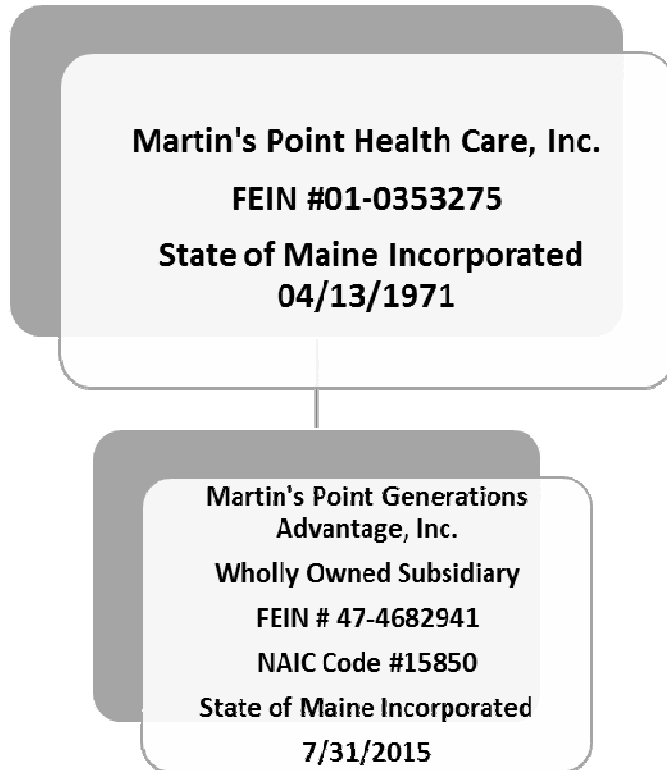 Martin's Point Health Care, Inc.
FEIN #01-0353275
State of Maine Incorporated
04/13/1971
Martin's Point Generations
Advantage, Inc.
Wholly Owned Subsidiary
FEIN # 47-4682941
NAIC Code #15850
State of Maine Incorporated
7/31/2015